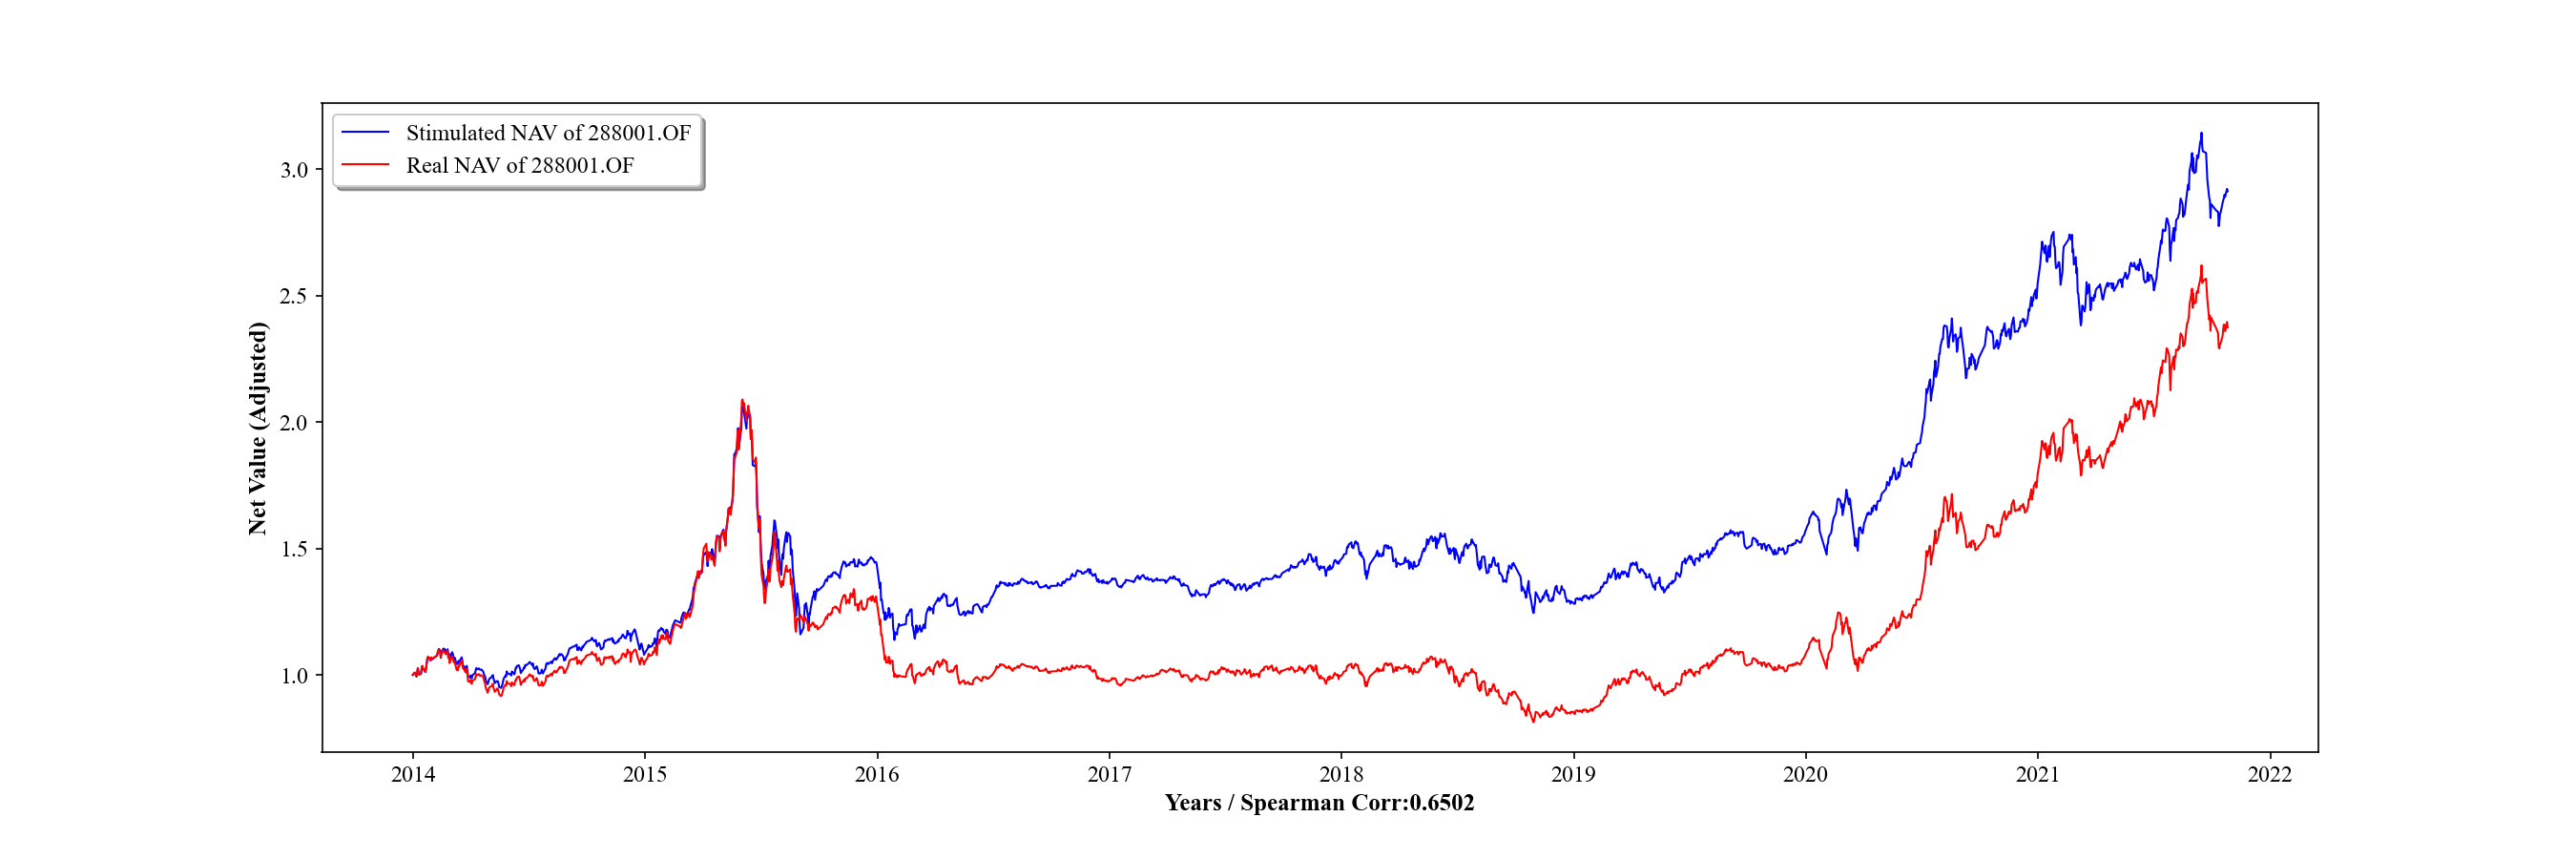 Stimulated NAV of 288001.OF
Real NAV of 288001.OF
3.0
2.5
2.0
1.5
1.0
Net Value (Adjusted)
2014 2015 2016 2017 2018 2019 2020 2021 2022
Years / Spearman Corr:0.6502